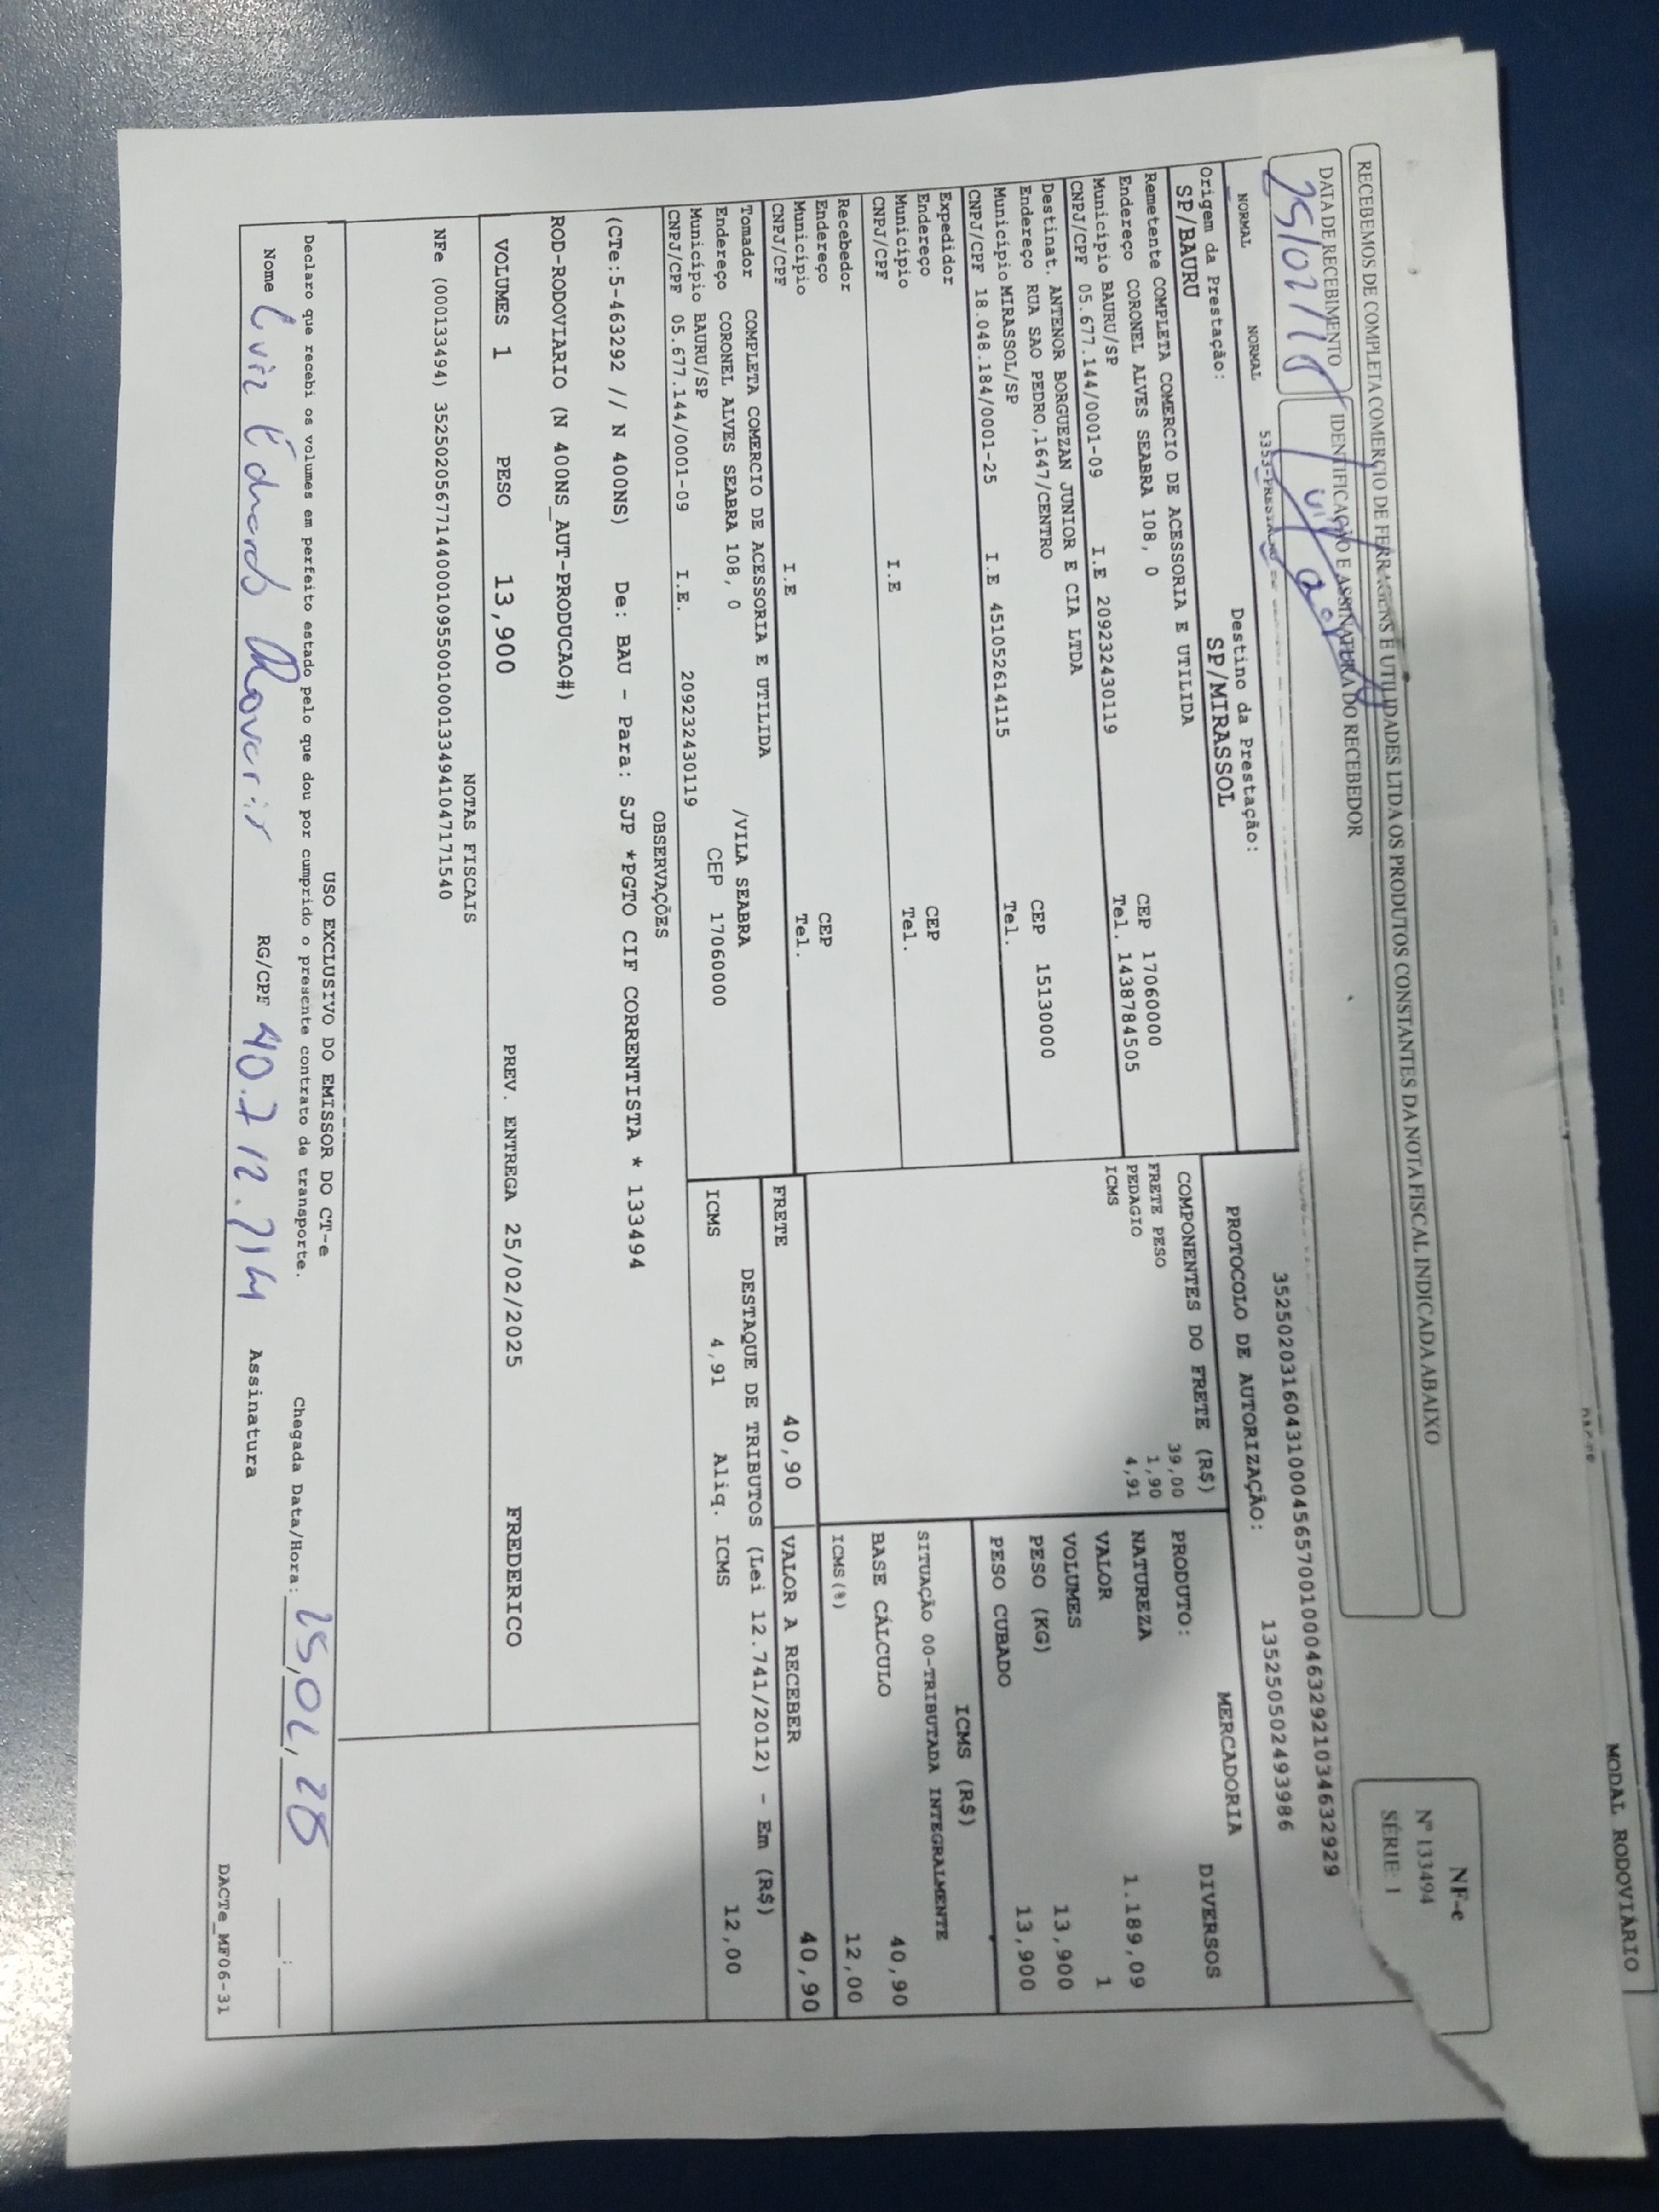 MODAL RODOVIÁRIO
RECEBEMOS DE COMPLETA COMERCIO DE FERRAGENS E UTILIDADES LTDA OS PRODUTOS CONSTANTES DA NOTA FISCAL INDICADA ABAIXO
DATA DE RECEBIMENTO
IDENTIFICAÇÃO E ASSINATURA DO RECEBEDOR
NF-e
Nº 133494
SÉRIE: 1
NORMAL NORMAL
Origem da Prestação:
SP/BAURU
Destino da Prestação:
SP/MIRASSOL
PROTOCOLO DE AUTORIZAÇÃO: 135250502493986
Remetente COMPLETA COMERCIO DE ACESSORIA E UTILIDA
Endereço CORONEL ALVES SEABRA 108, 0
CEP 17060000
Município BAURU/SP
Tel. 1438784505
CNPJ/CPF 05.677.144/0001-09 I.E 209232430119
Destinat. ANTENOR BORGUEZAN JUNIOR E CIA LTDA
Endereço RUA SAO PEDRO,1647/CENTRO
CEP 15130000
Município MIRASSOL/SP
Tel.
CNPJ/CPF 18.048.184/0001-25 I.E 451052614115
Expedidor
Endereço
CEP
Município
Tel.
CNPJ/CPF I.E
Recebedor
Endereço
CEP
Município
Tel.
CNPJ/CPF I.E
Tomador COMPLETA COMERCIO DE ACESSORIA E UTILIDA
Endereço CORONEL ALVES SEABRA 108, 0 /VILA SEABRA
Município BAURU/SP CEP 17060000
CNPJ/CPF 05.677.144/0001-09 I.E. 209232430119
COMPONENTES DO FRETE (R$)
FRETE PESO 39,00
PEDAGIO 1,90
ICMS 4,91
MERCADORIA
PRODUTO: DIVERSOS
NATUREZA
VALOR 1.189,09
VOLUMES 1
PESO (KG) 13,900
PESO CUBADO 13,900
ICMS (R$)
SITUAÇÃO 00-TRIBUTADA INTEGRALMENTE
BASE CÁLCULO 40,90
ICMS(%) 12,00
FRETE 40,90
VALOR A RECEBER 40,90
DESTAQUE DE TRIBUTOS (Lei 12.741/2012) - Em (R$)
ICMS 4,91 Aliq. ICMS 12,00
OBSERVAÇÕES
(CTe:5-463292 // N 400NS) De: BAU - Para: SJP *PGTO CIF CORRENTISTA * 133494
ROD-RODOVIARIO (N 400NS_AUT-PRODUCAO#)
VOLUMES 1 PESO 13,900 PREV. ENTREGA 25/02/2025 FREDERICO
NOTAS FISCAIS
NFe (000133494) 35250205677144000109550010001334941047171540
USO EXCLUSIVO DO EMISSOR DO CT-e
Declaro que recebi os volumes em perfeito estado pelo que dou por cumprido o presente contrato de transporte.
Chegada Data/Hora:
Nome Luiz Eduardo RG/CPF 40.712.714 Assinatura
DACTe_MF06-31